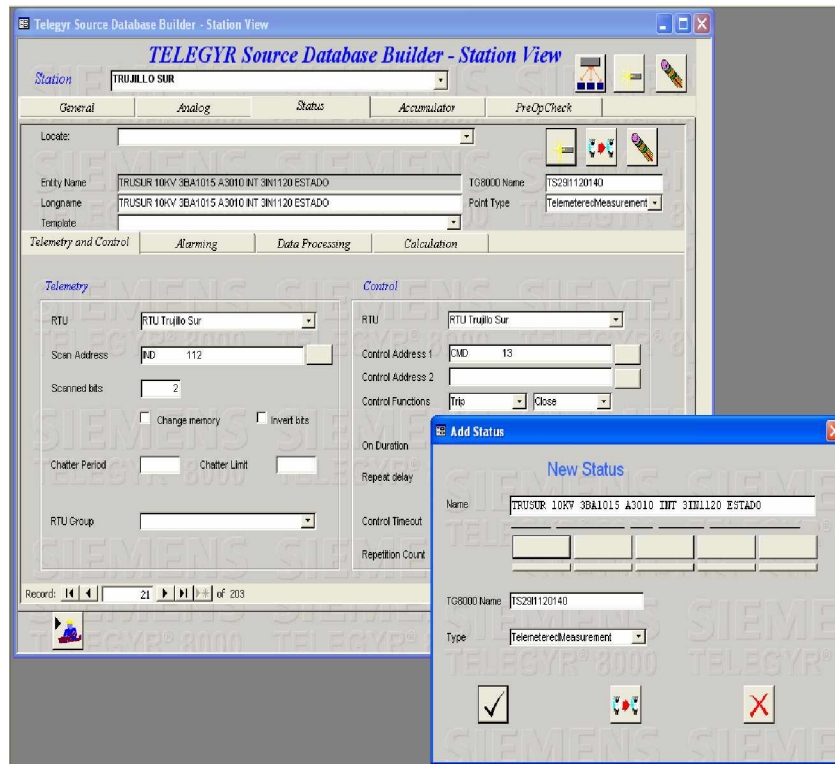 Telegyr Source Database Builder - Station View
TELEGYR Source Database Builder - Station View
Station TRUJILLO SUR
General Analog Status Accumulator PreOpCheck
Locate:
Entity Name TRUSUR 10KV 3BA1015 A3010 INT 3IN1120 ESTADO TG8000 Name TS29I1120140
Longname TRUSUR 10KV 3BA1015 A3010 INT 3IN1120 ESTADO Point Type TelemeteredMeasurement
Template
Telemetry and Control Alarming Data Processing Calculation
Telemetry Control
RTU RTU Trujillo Sur RTU RTU Trujillo Sur
Scan Address IND 112 Control Address 1 CMD 13
Control Address 2
Scanned bits 2 Control Functions Trip Close
Change memory Invert bits
On Duration
Chatter Period Chatter Limit Repeat delay
RTU Group Control Timeout
Repetition Count
Record: 21 of 203
Add Status
New Status
Name TRUSUR 10KV 3BA1015 A3010 INT 3IN1120 ESTADO
TG8000 Name TS29I1120140
Type TelemeteredMeasurement
SIEMENS
TELEGYR® 8000